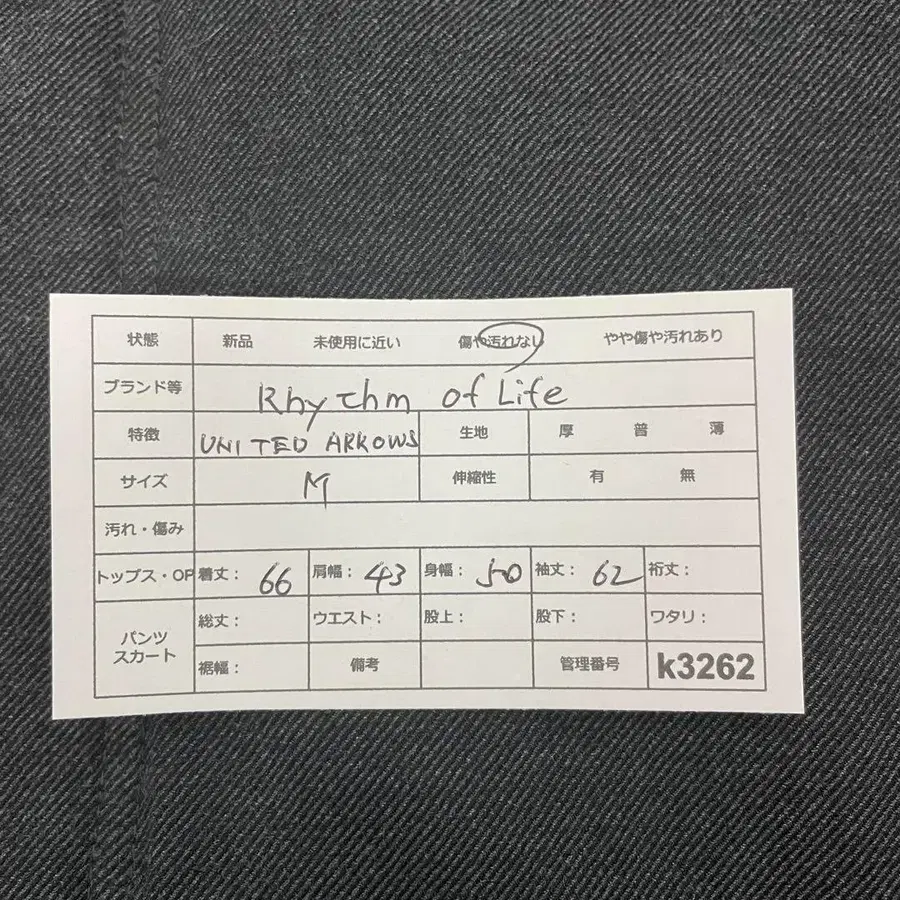 状態 新品 未使用に近い 傷や汚れなし やや傷や汚れあり
ブランド等 Rhythm of Life
特徴 UNITED ARROWS 生地 厚 普 薄
サイズ M 伸縮性 有 無
汚れ・傷み
トップス・OP 着丈： 66 肩幅： 43 身幅： 50 袖丈： 62 裄丈：
パンツ スカート 総丈： ウエスト： 股上： 股下： ワタリ：
裾幅： 備考 管理番号 k3262